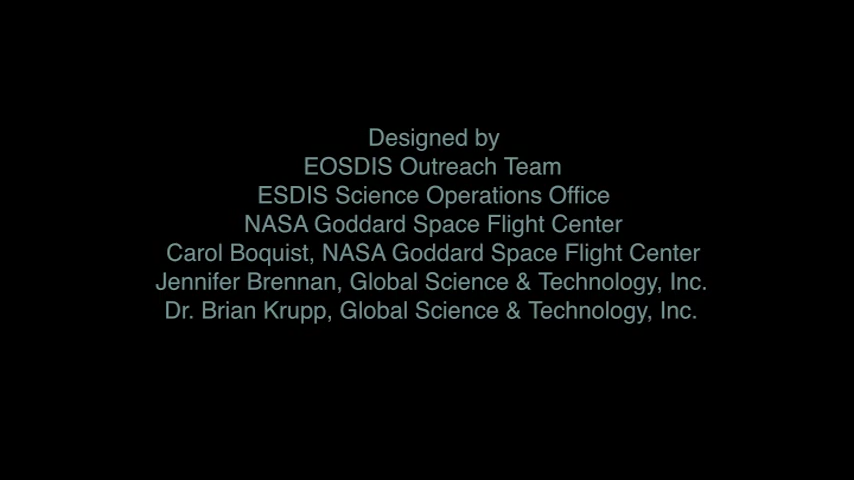 Designed by
EOSDIS Outreach Team
ESDIS Science Operations Office
NASA Goddard Space Flight Center
Carol Boquist, NASA Goddard Space Flight Center
Jennifer Brennan, Global Science & Technology, Inc.
Dr. Brian Krupp, Global Science & Technology, Inc.